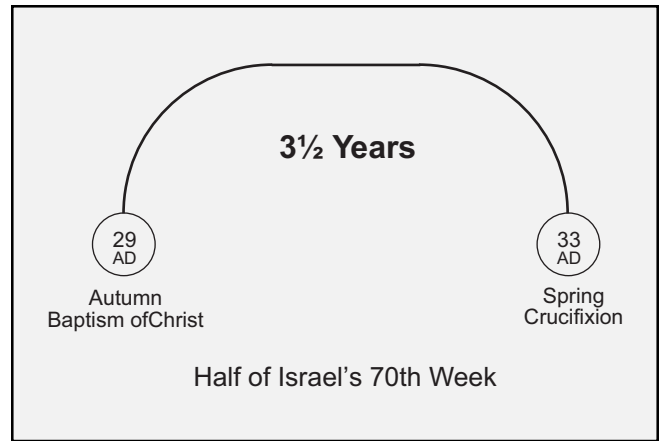 3½ Years
29
AD
Autumn
Baptism ofChrist
33
AD
Spring
Crucifixion
Half of Israel's 70th Week